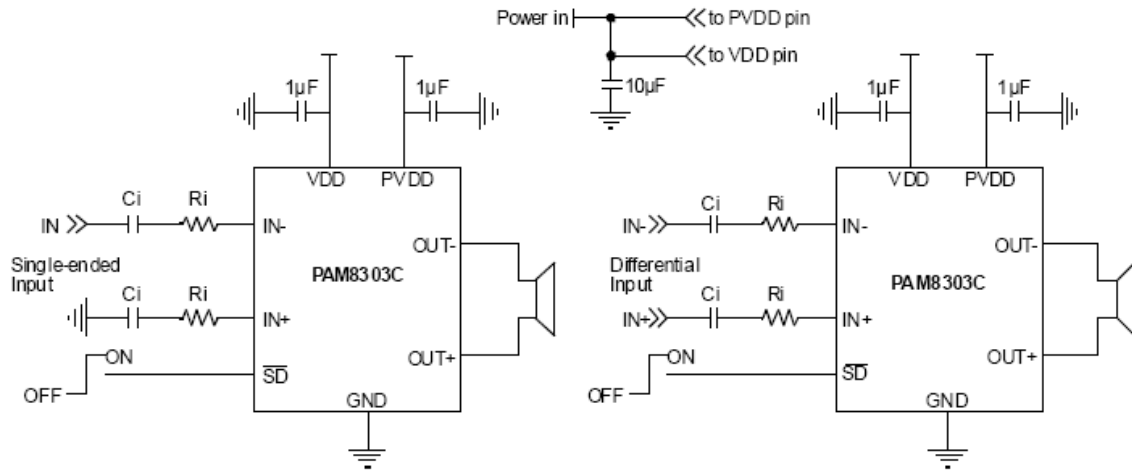 Power in
to PVDD pin
to VDD pin
10µF
1µF
1µF
VDD
PVDD
Ci
Ri
IN
IN-
Single-ended
Input
PAM8303C
OUT-
Ci
Ri
IN+
OUT+
ON
OFF
SD
GND
1µF
1µF
VDD
PVDD
Ci
Ri
IN-
IN-
Differential
Input
PAM8303C
OUT-
Ci
Ri
IN+
IN+
OUT+
ON
OFF
SD
GND